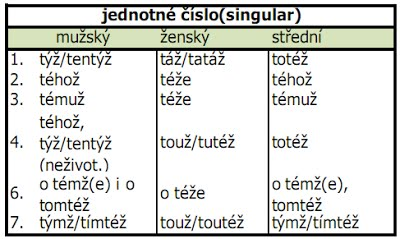 jednotné číslo(singular)
mužský ženský střední
1. týž/tentýž táž/tatáž totéž
2. téhož téže téhož
3. témuž téže témuž
4. téhož, týž/tentýž (neživot.) touž/tutéž totéž
6. o témž(e) i o tomtéž o téže o témž(e), tomtéž
7. týmž/tímtéž touž/toutéž týmž/tímtéž